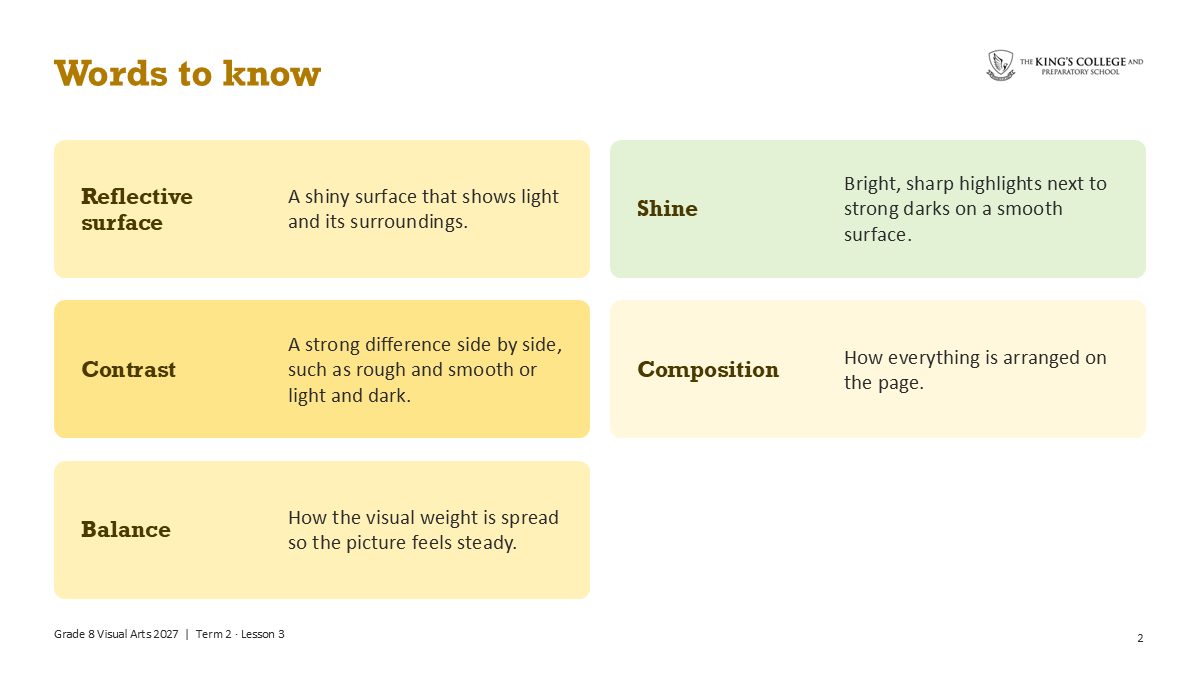 Words to know
THE KING'S COLLEGE AND
PREPARATORY SCHOOL
Reflective
surface
A shiny surface that shows light
and its surroundings.
Shine
Bright, sharp highlights next to
strong darks on a smooth
surface.
Contrast
A strong difference side by side,
such as rough and smooth or
light and dark.
Composition
How everything is arranged on
the page.
Balance
How the visual weight is spread
so the picture feels steady.
Grade 8 Visual Arts 2027 | Term 2 · Lesson 3
2